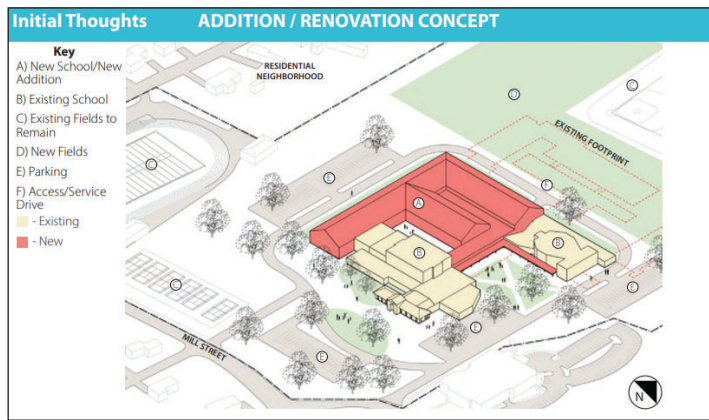 Initial Thoughts ADDITION / RENOVATION CONCEPT
Key
A) New School/New
Addition
B) Existing School
C) Existing Fields to
Remain
D) New Fields
E) Parking
F) Access/Service
Drive
- Existing
- New
RESIDENTIAL
NEIGHBORHOOD
D
C
EXISTING FOOTPRINT
C
E
F
A
B
B
C
E
E
E
MILL STREET
N